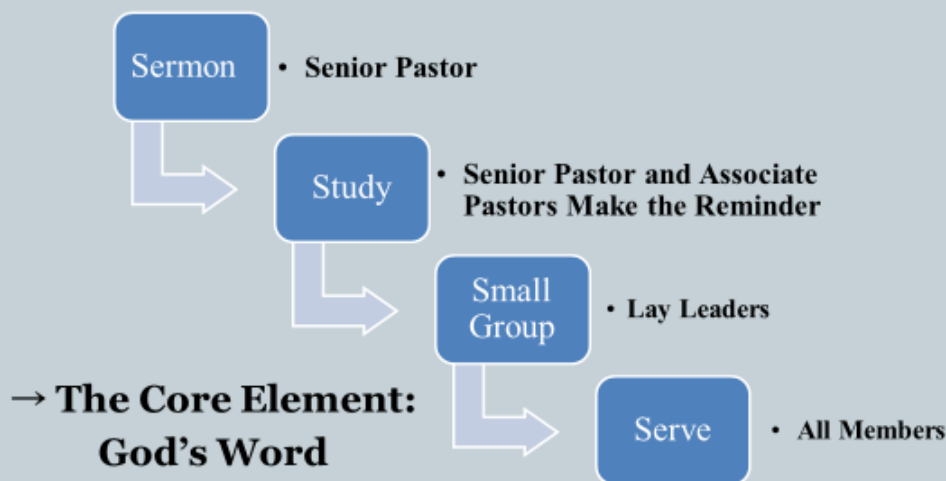 Sermon
• Senior Pastor
Study
• Senior Pastor and Associate
Pastors Make the Reminder
Small
Group
• Lay Leaders
→ The Core Element:
God’s Word
Serve
• All Members